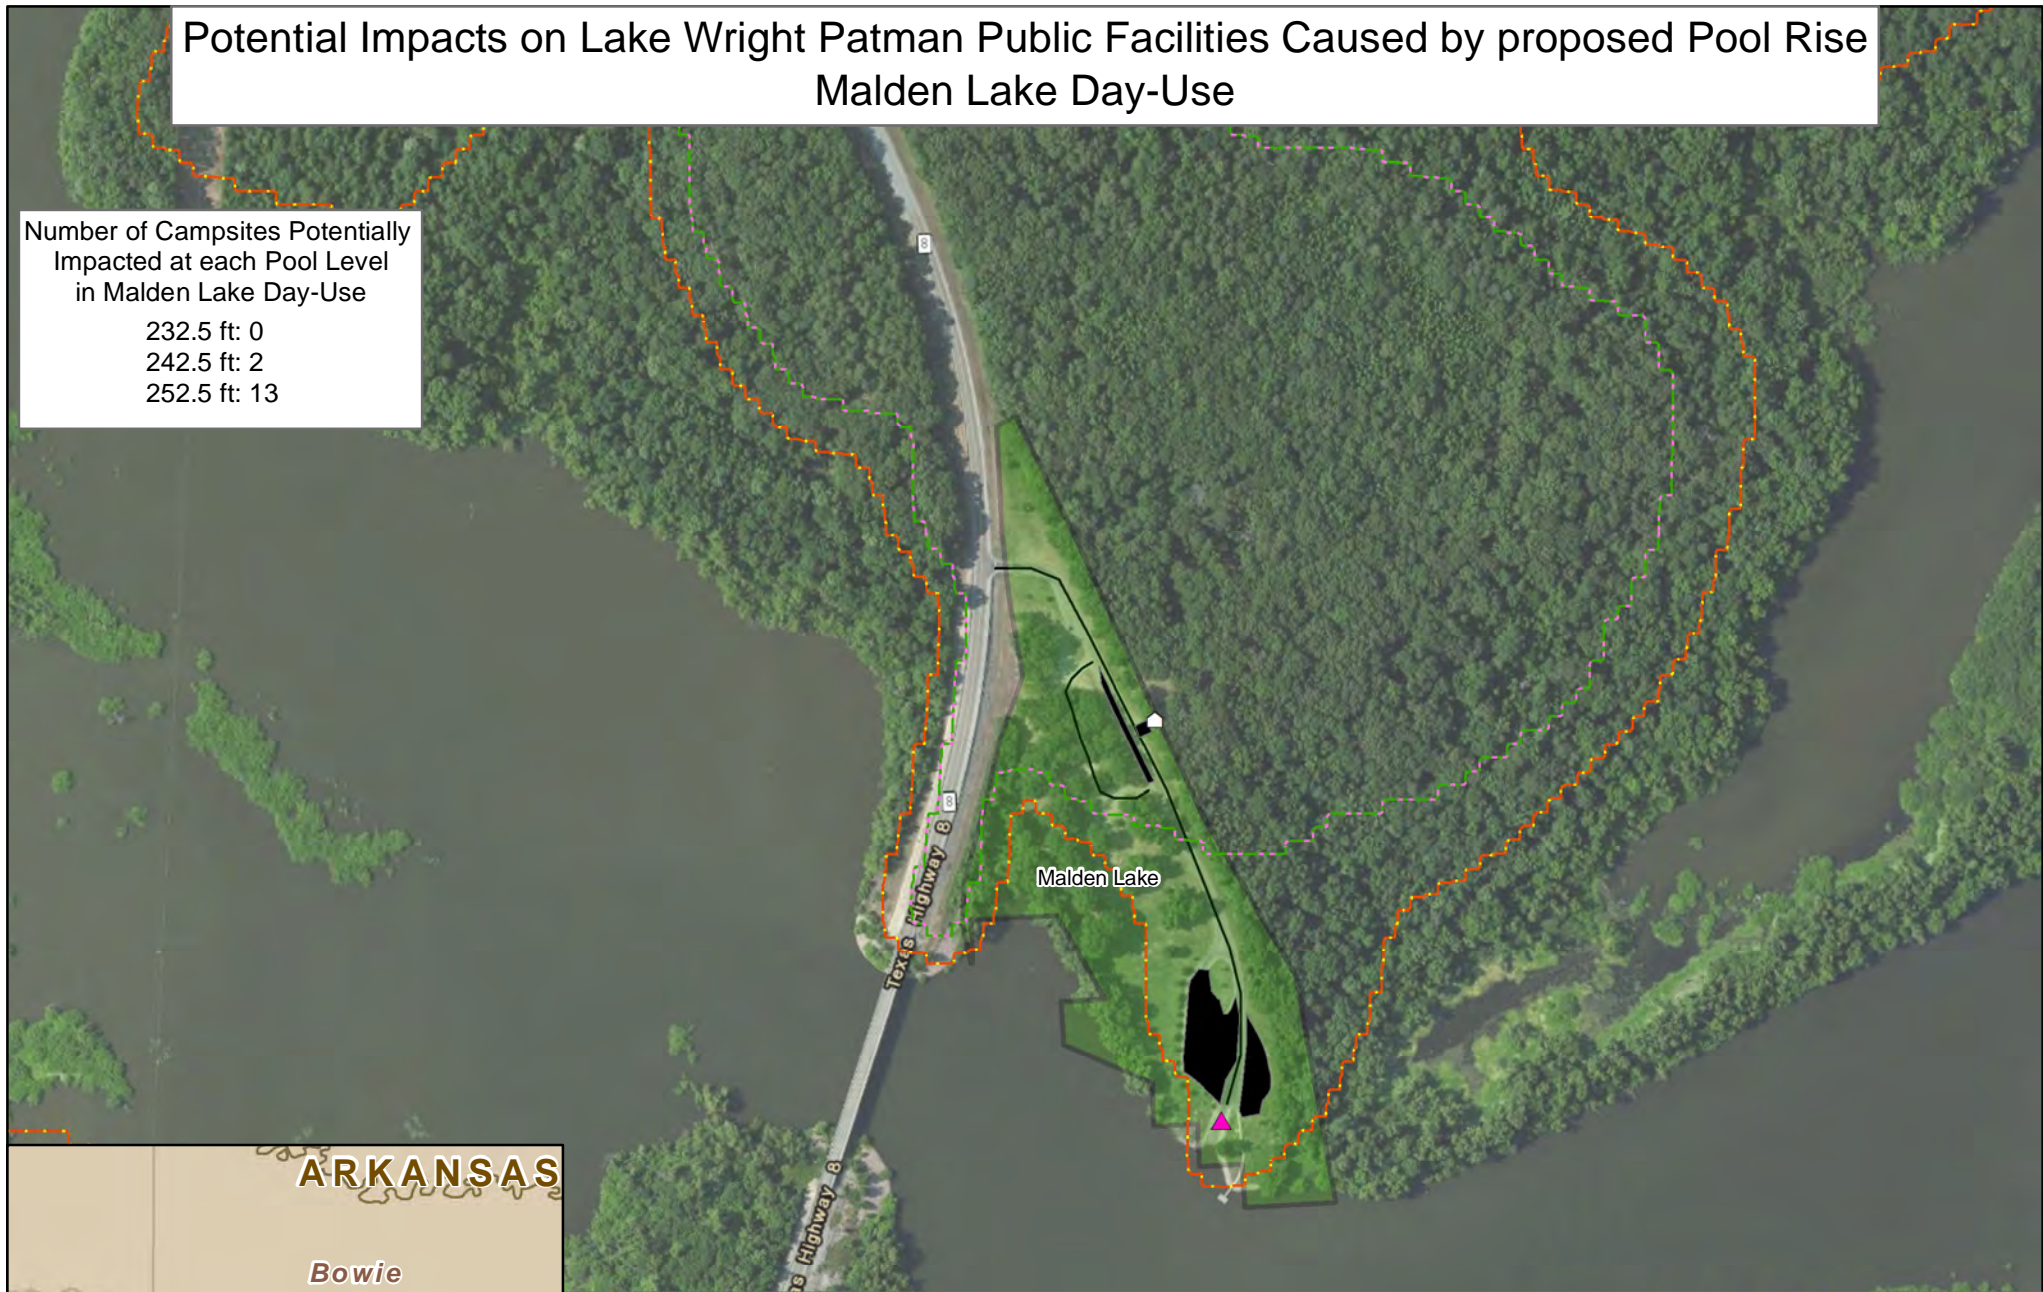 Potential Impacts on Lake Wright Patman Public Facilities Caused by proposed Pool Rise
Malden Lake Day-Use
Number of Campsites Potentially
Impacted at each Pool Level
in Malden Lake Day-Use
232.5 ft: 0
242.5 ft: 2
252.5 ft: 13
8
8
Texas Highway 8
Malden Lake
as Highway 8
ARKANSAS
Bowie